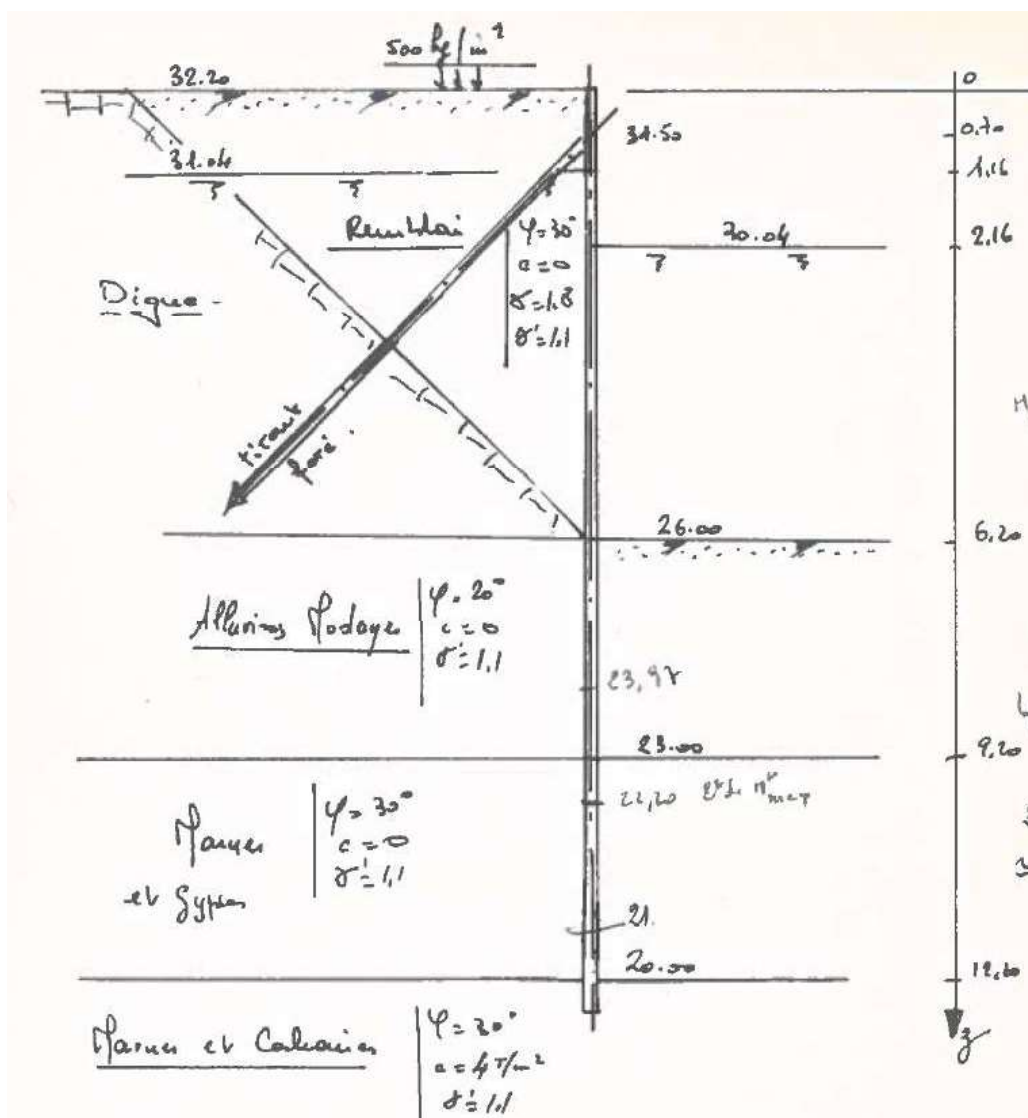 500 kg/m²
32.20
0
31.50
0,70
31.04
1,16
Remblai
φ=30°
c=0
γ=1,8
γ'=1,1
30.04
2,16
Digue -
tirant
foré.
26.00
6,20
Alluvions Modernes
φ=20°
c=0
γ'=1,1
23,97
23.00
9,20
22,20
Marnes
et Gypses
φ=30°
c=0
γ'=1,1
21.
20.00
12,20
z
Marnes et Calcaires
φ=30°
c=4T/m²
γ'=1,1